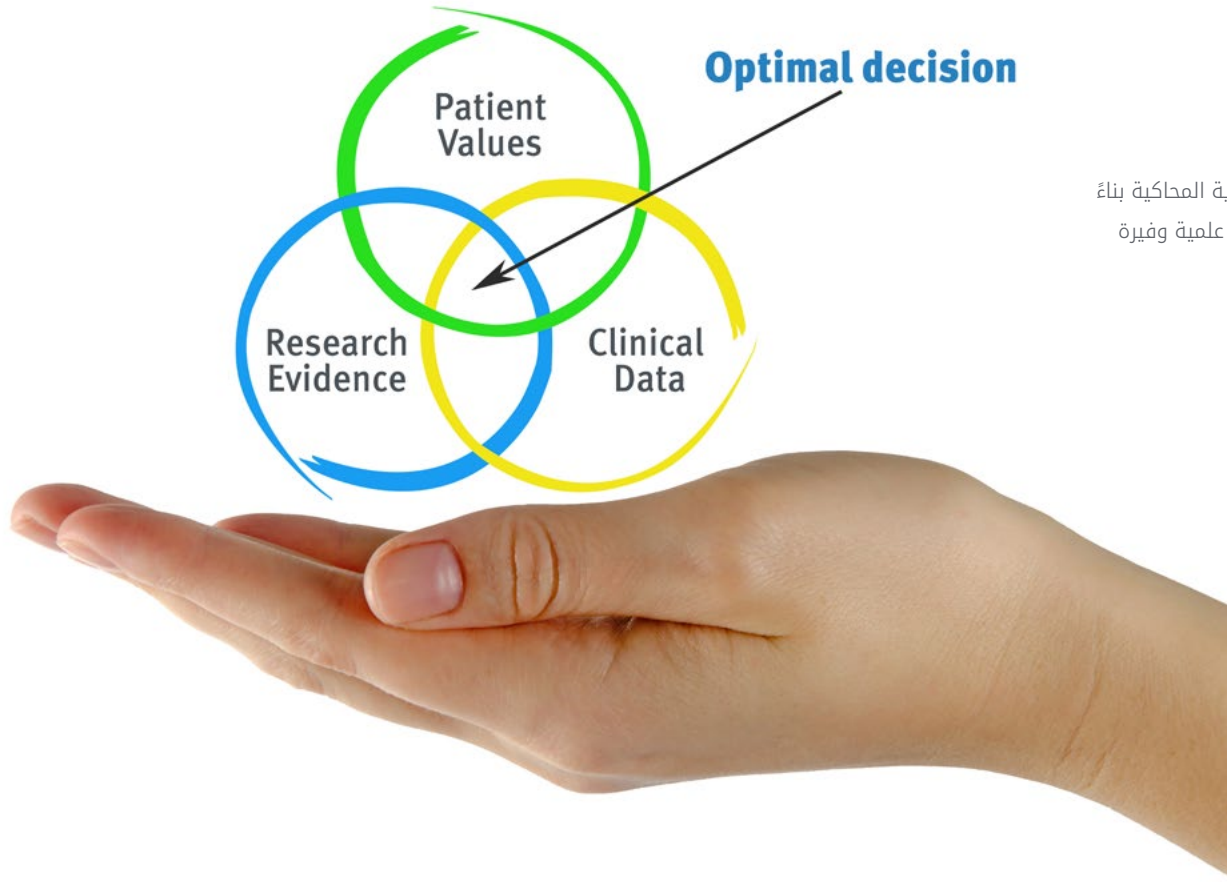 Optimal decision
Patient
Values
Research
Evidence
Clinical
Data
المحاكية بناءً
علمية وفيرة